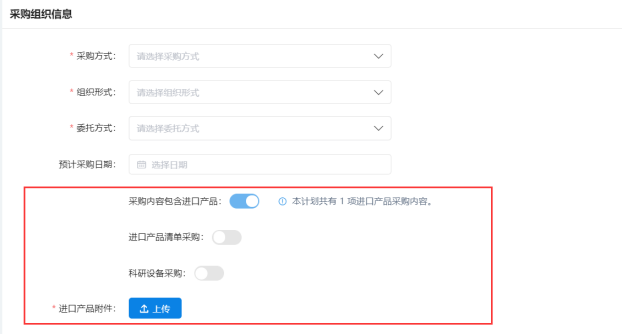 采购组织信息
* 采购方式: 请选择采购方式
* 组织形式: 请选择组织形式
* 委托方式: 请选择委托方式
预计采购日期: 选择日期
采购内容包含进口产品: 本计划共有 1 项进口产品采购内容。
进口产品清单采购:
科研设备采购:
* 进口产品附件: 上传